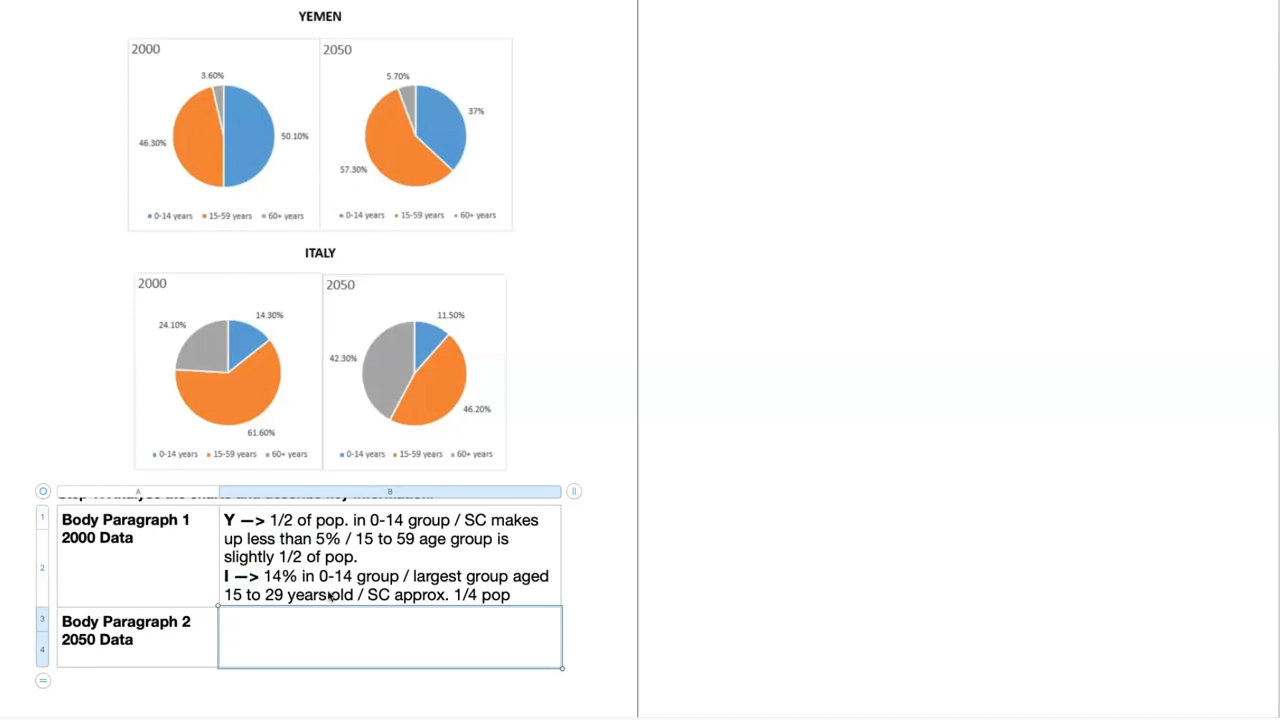 YEMEN
2000
2050
3.60%
50.10%
46.30%
5.70%
37%
57.30%
0-14 years 15-59 years 60+ years
0-14 years 15-59 years 60+ years
ITALY
2000
2050
14.30%
24.10%
61.60%
11.50%
42.30%
46.20%
0-14 years 15-59 years 60+ years
0-14 years 15-59 years 60+ years
A
B
1
2
3
4
Body Paragraph 1
2000 Data
Y —> 1/2 of pop. in 0-14 group / SC makes
up less than 5% / 15 to 59 age group is
slightly 1/2 of pop.
I —> 14% in 0-14 group / largest group aged
15 to 29 years old / SC approx. 1/4 pop
Body Paragraph 2
2050 Data